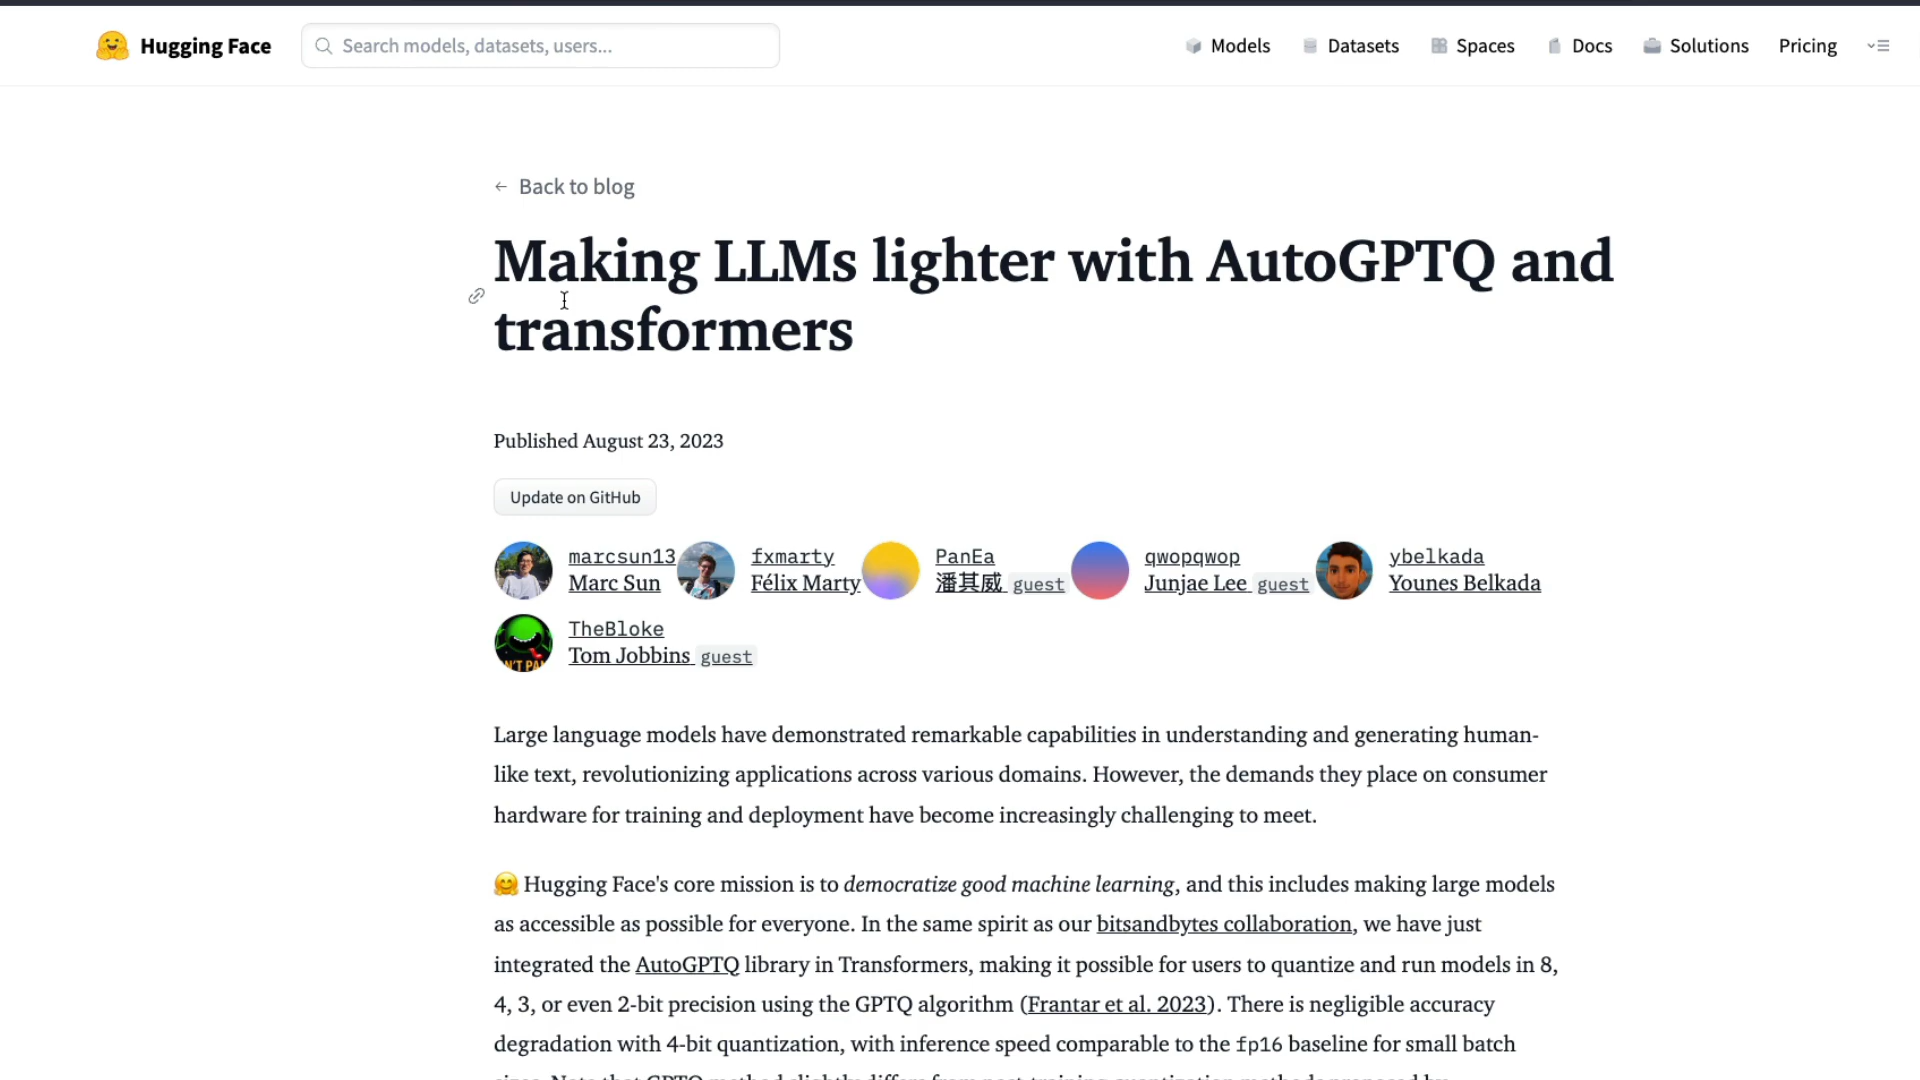 Hugging Face
Search models, datasets, users...
Models
Datasets
Spaces
Docs
Solutions
Pricing
← Back to blog
Making LLMs lighter with AutoGPTQ and
transformers
Published August 23, 2023
Update on GitHub
marcsun13
Marc Sun
fxmarty
Félix Marty
PanEa
潘其威 guest
qwopqwop
Junjae Lee guest
ybelkada
Younes Belkada
TheBloke
Tom Jobbins guest
Large language models have demonstrated remarkable capabilities in understanding and generating human-
like text, revolutionizing applications across various domains. However, the demands they place on consumer
hardware for training and deployment have become increasingly challenging to meet.
🤗 Hugging Face's core mission is to democratize good machine learning, and this includes making large models
as accessible as possible for everyone. In the same spirit as our bitsandbytes collaboration, we have just
integrated the AutoGPTQ library in Transformers, making it possible for users to quantize and run models in 8,
4, 3, or even 2-bit precision using the GPTQ algorithm (Frantar et al. 2023). There is negligible accuracy
degradation with 4-bit quantization, with inference speed comparable to the fp16 baseline for small batch